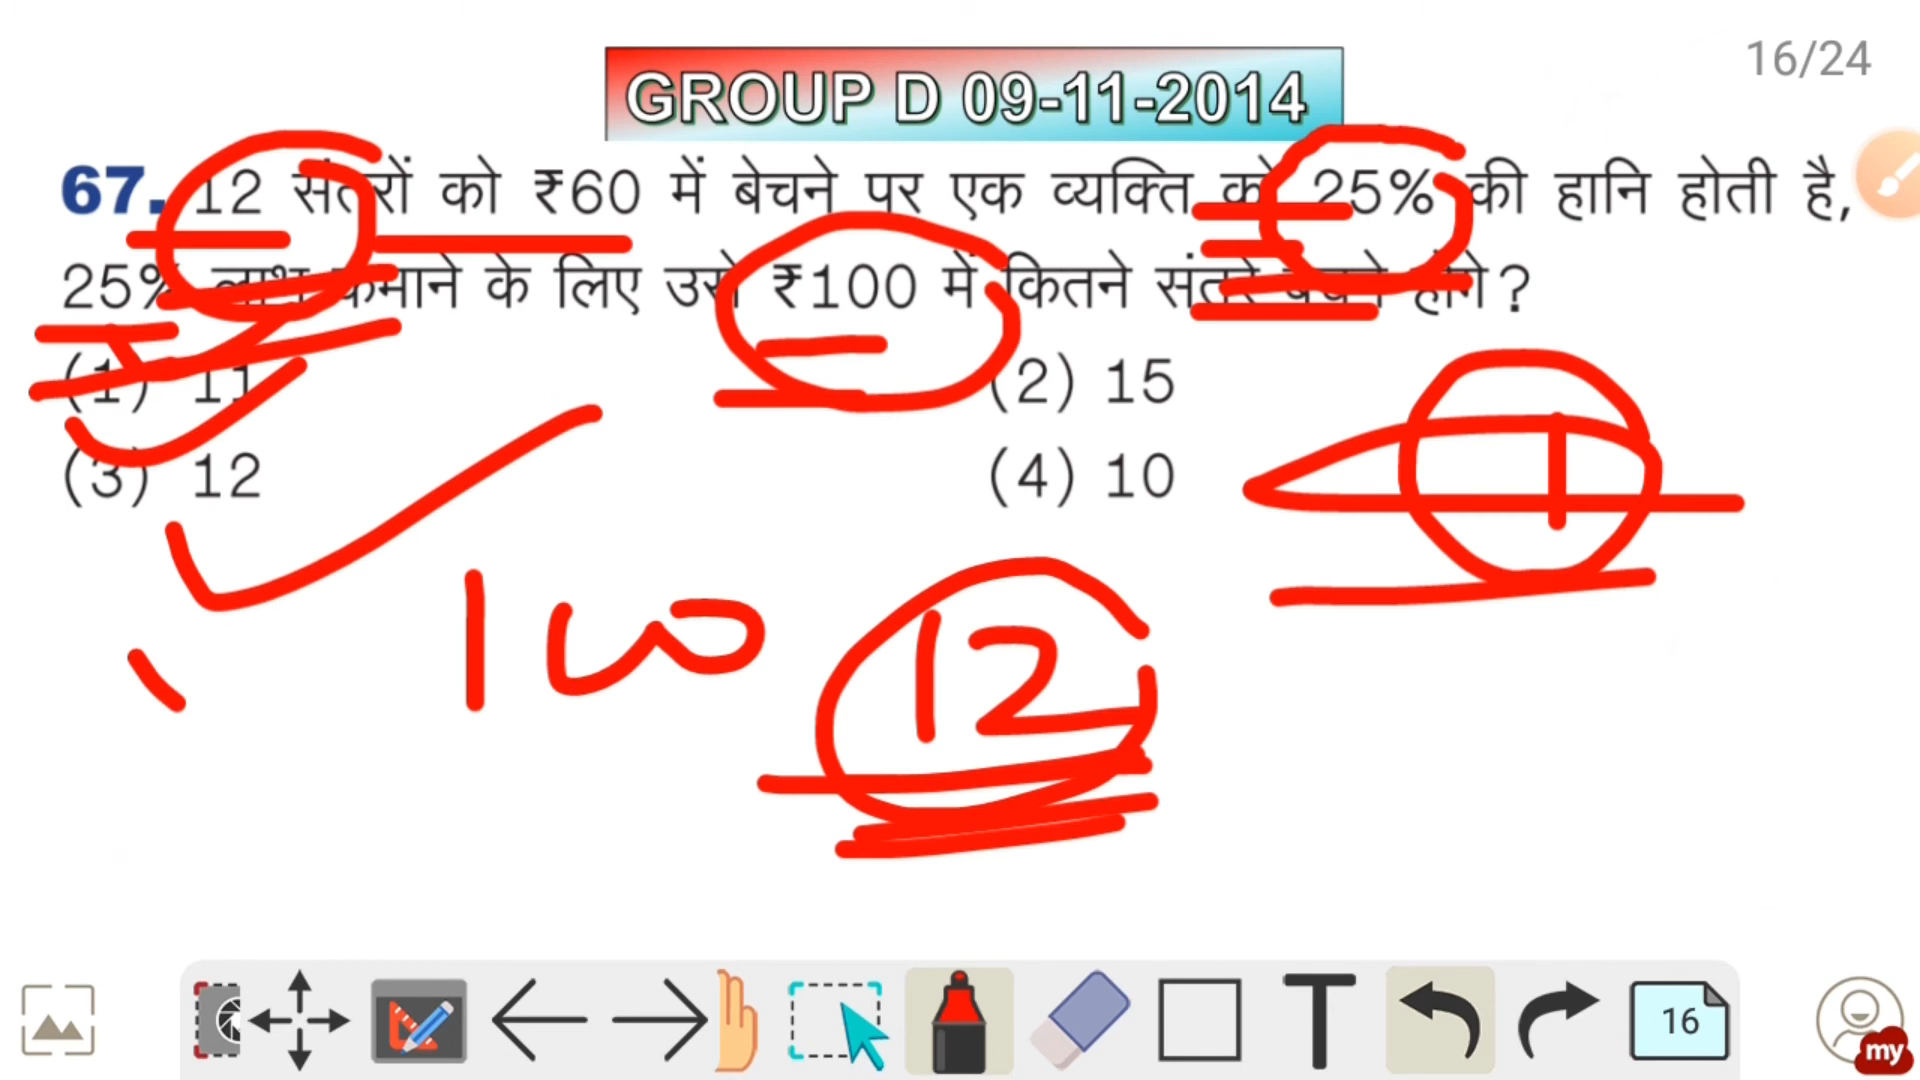 16/24
GROUP D 09-11-2014
67. 12 संतरों को ₹60 में बेचने पर एक व्यक्ति को 25% की हानि होती है,
25% लाभ कमाने के लिए उसे ₹100 में कितने संतरे बेचने होंगे?
(1) 11 (2) 15
(3) 12 (4) 10
100 12
T 16
my